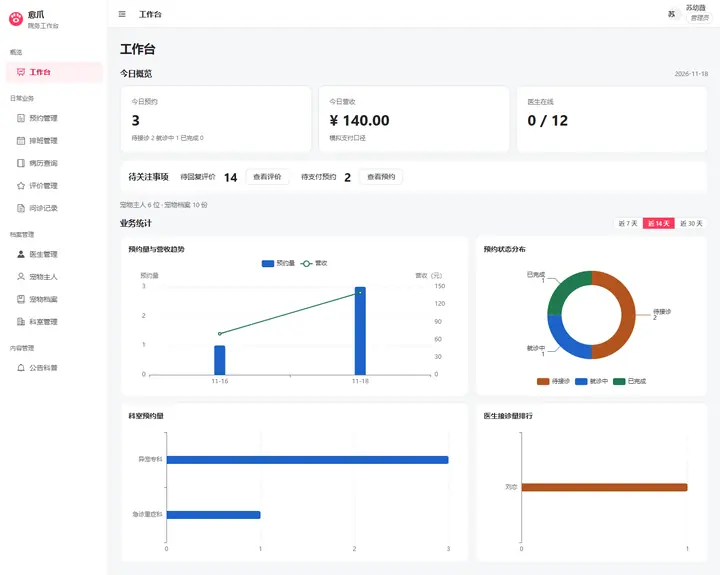 愈爪
院务工作台
概览
工作台
日常业务
预约管理
排班管理
病历查询
评价管理
问诊记录
档案管理
医生管理
宠物主人
宠物档案
科室管理
内容管理
公告科普
工作台
苏
苏幼薇
管理员
工作台
今日概览
2026-11-18
今日预约
3
待接诊 2 就诊中 1 已完成 0
今日营收
¥ 140.00
模拟支付口径
医生在线
0 / 12
待关注事项 待回复评价 14 查看评价 待支付预约 2 查看预约
宠物主人 6 位 · 宠物档案 10 份
业务统计
近 7 天 近 14 天 近 30 天
预约量与营收趋势
预约量 营收
预约量 营收（元）
3
2
1
0
150
120
90
60
30
0
11-16 11-18
预约状态分布
已完成
1
待接诊
2
就诊中
1
待接诊 就诊中 已完成
科室预约量
异宠专科
急诊重症科
0 1 2 3
医生接诊量排行
0 1